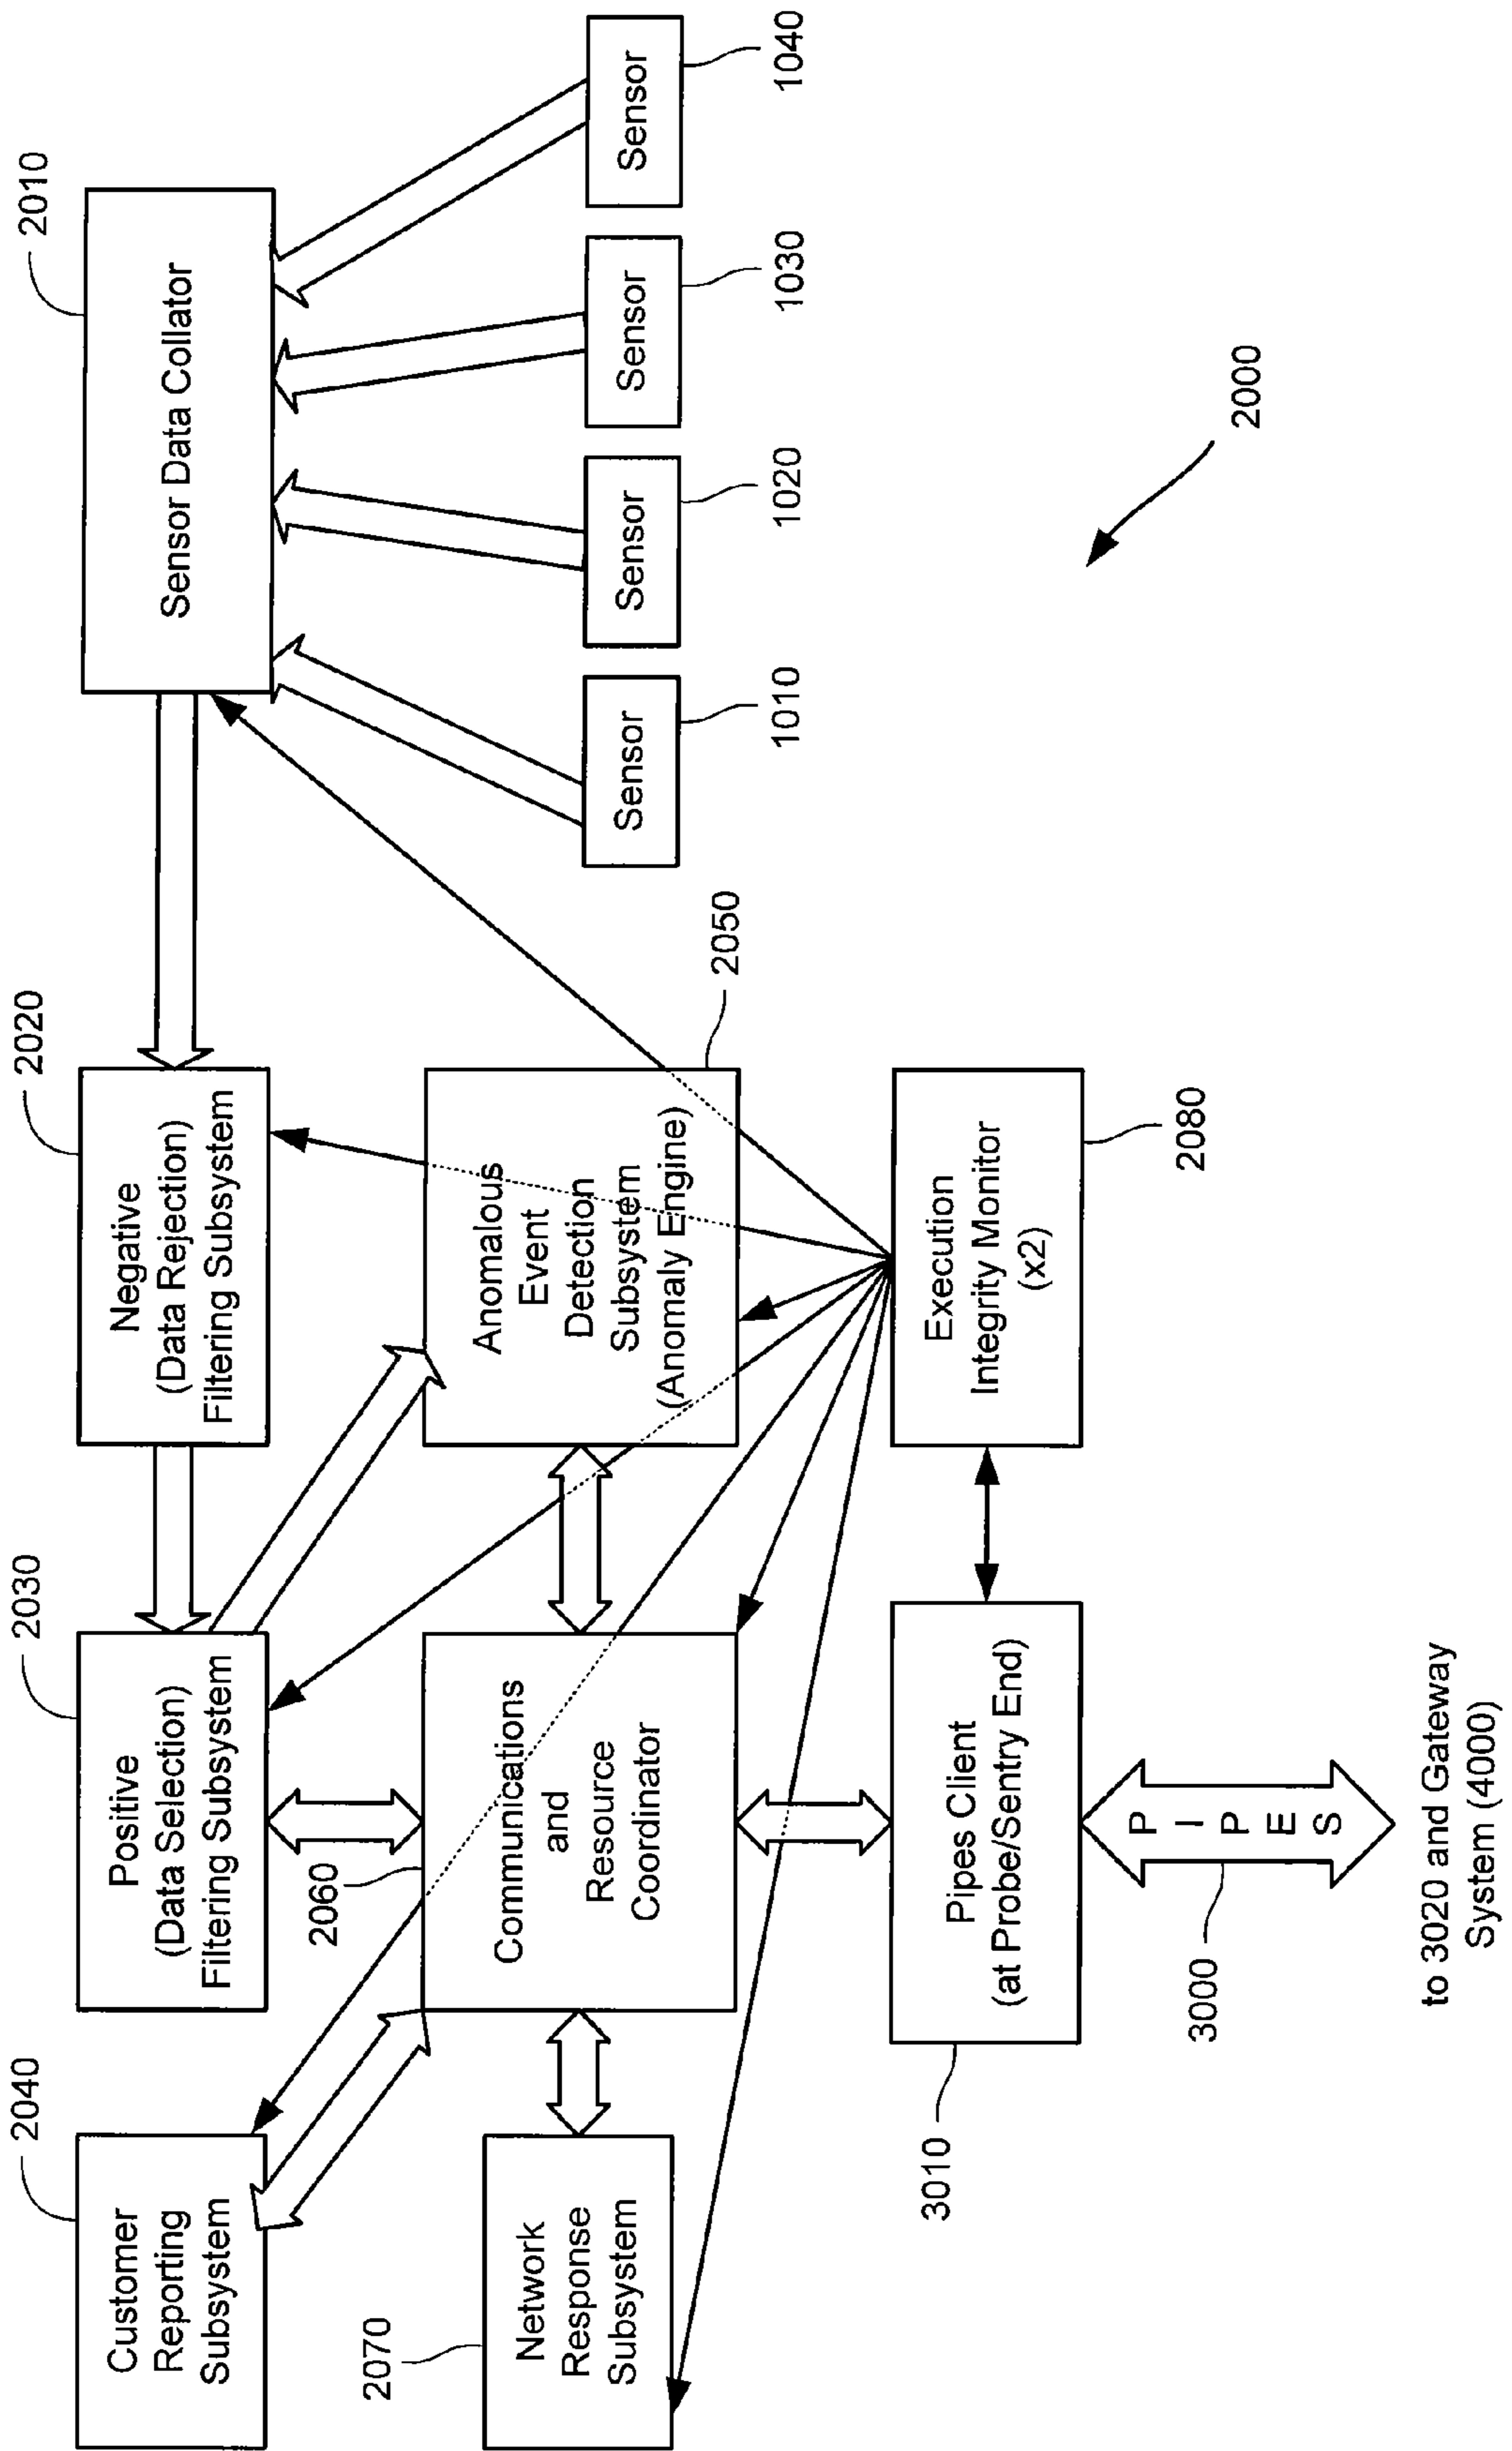 2040
Customer
Reporting
Subsystem
2030
Positive
(Data Selection)
Filtering Subsystem
2020
Negative
(Data Rejection)
Filtering Subsystem
2010
Sensor Data Collator
2070
Network
Response
Subsystem
2060
Communications
and
Resource
Coordinator
2050
Anomalous
Event
Detection
Subsystem
(Anomaly Engine)
Sensor
1010
Sensor
1020
Sensor
1030
Sensor
1040
3010
Pipes Client
(at Probe/Sentry End)
Execution
Integrity Monitor
(x2)
2080
3000
PIPES
2000
to 3020 and Gateway
System (4000)